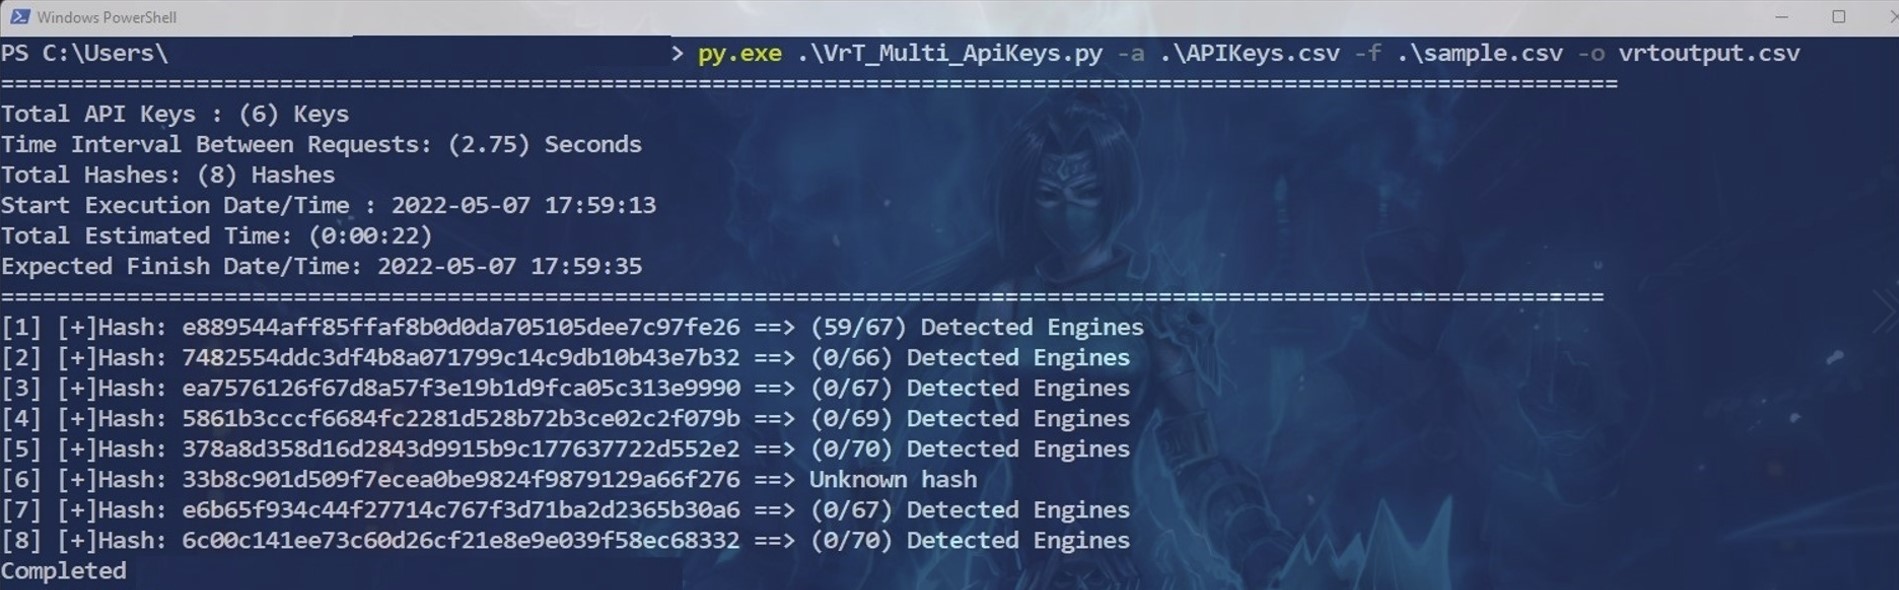 Windows PowerShell
PS C:\Users\ > py.exe .\VrT_Multi_ApiKeys.py -a .\APIKeys.csv -f .\sample.csv -o vrtoutput.csv
====================================================================================================================
Total API Keys : (6) Keys
Time Interval Between Requests: (2.75) Seconds
Total Hashes: (8) Hashes
Start Execution Date/Time : 2022-05-07 17:59:13
Total Estimated Time: (0:00:22)
Expected Finish Date/Time: 2022-05-07 17:59:35
===================================================================================================================
[1] [+]Hash: e889544aff85ffaf8b0d0da705105dee7c97fe26 ==> (59/67) Detected Engines
[2] [+]Hash: 7482554ddc3df4b8a071799c14c9db10b43e7b32 ==> (0/66) Detected Engines
[3] [+]Hash: ea7576126f67d8a57f3e19b1d9fca05c313e9990 ==> (0/67) Detected Engines
[4] [+]Hash: 5861b3cccf6684fc2281d528b72b3ce02c2f079b ==> (0/69) Detected Engines
[5] [+]Hash: 378a8d358d16d2843d9915b9c177637722d552e2 ==> (0/70) Detected Engines
[6] [+]Hash: 33b8c901d509f7ecea0be9824f9879129a66f276 ==> Unknown hash
[7] [+]Hash: e6b65f934c44f27714c767f3d71ba2d2365b30a6 ==> (0/67) Detected Engines
[8] [+]Hash: 6c00c141ee73c60d26cf21e8e9e039f58ec68332 ==> (0/70) Detected Engines
Completed